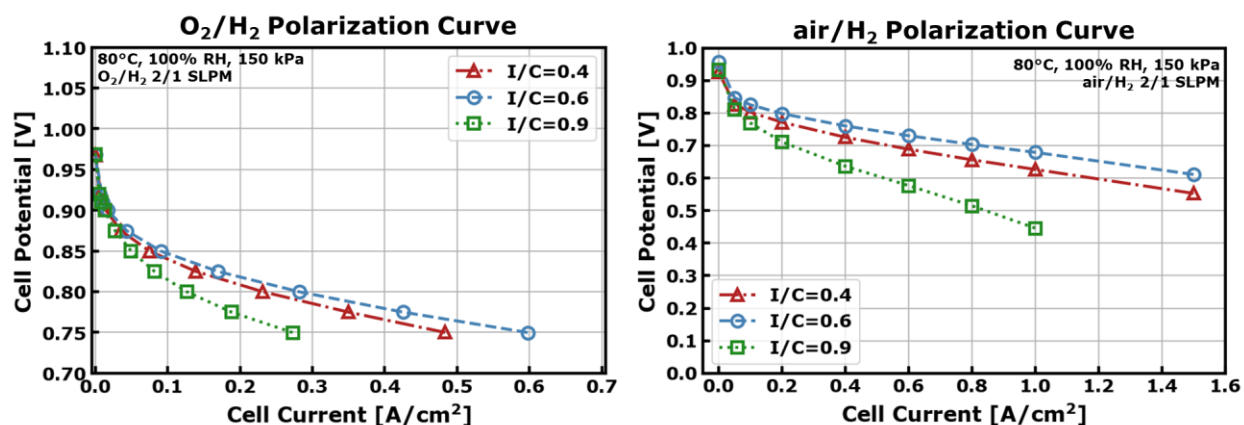 O₂/H₂ Polarization Curve
80°C, 100% RH, 150 kPa
O₂/H₂ 2/1 SLPM
I/C=0.4
I/C=0.6
I/C=0.9
Cell Potential [V]
1.10
1.05
1.00
0.95
0.90
0.85
0.80
0.75
0.70
0.0 0.1 0.2 0.3 0.4 0.5 0.6 0.7
Cell Current [A/cm²]
air/H₂ Polarization Curve
80°C, 100% RH, 150 kPa
air/H₂ 2/1 SLPM
Cell Potential [V]
1.0
0.9
0.8
0.7
0.6
0.5
0.4
0.3
0.2
0.1
0.0
I/C=0.4
I/C=0.6
I/C=0.9
0.0 0.2 0.4 0.6 0.8 1.0 1.2 1.4 1.6
Cell Current [A/cm²]